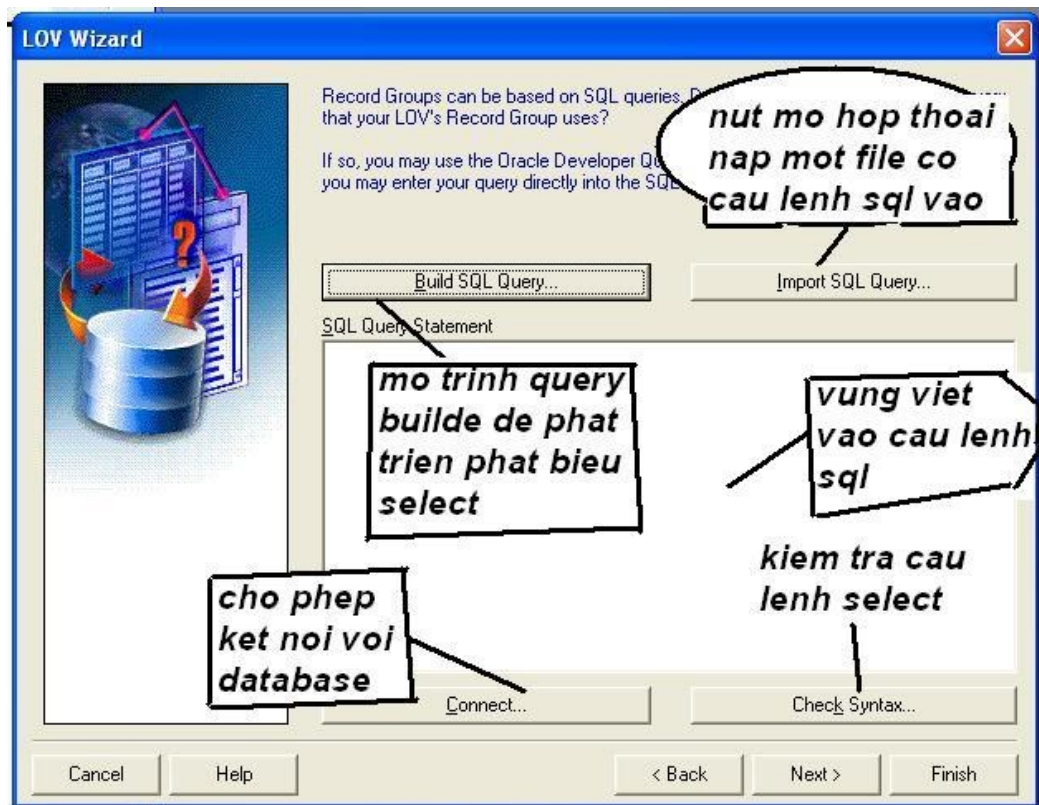 LOV Wizard
Record Groups can be based on SQL queries.
that your LOV's Record Group uses?
nut mo hop thoai
nap mot file co
cau lenh sql vao
If so, you may use the Oracle Developer
you may enter your query directly into the SQL
Build SQL Query...
Import SQL Query...
SQL Query Statement
mo trinh query
builde de phat
trien phat bieu
select
vung viet
vao cau lenh
sql
kiem tra cau
lenh select
cho phep
ket noi voi
database
Connect...
Check Syntax...
Cancel
Help
< Back
Next >
Finish